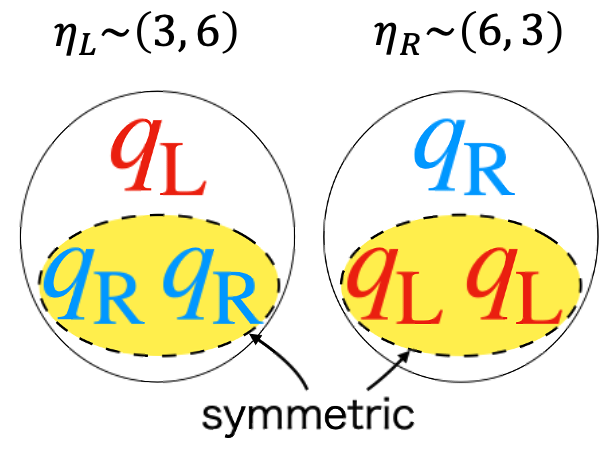 η_L~(3, 6) η_R~(6, 3)
q_L q_R
q_R q_R q_L q_L
symmetric